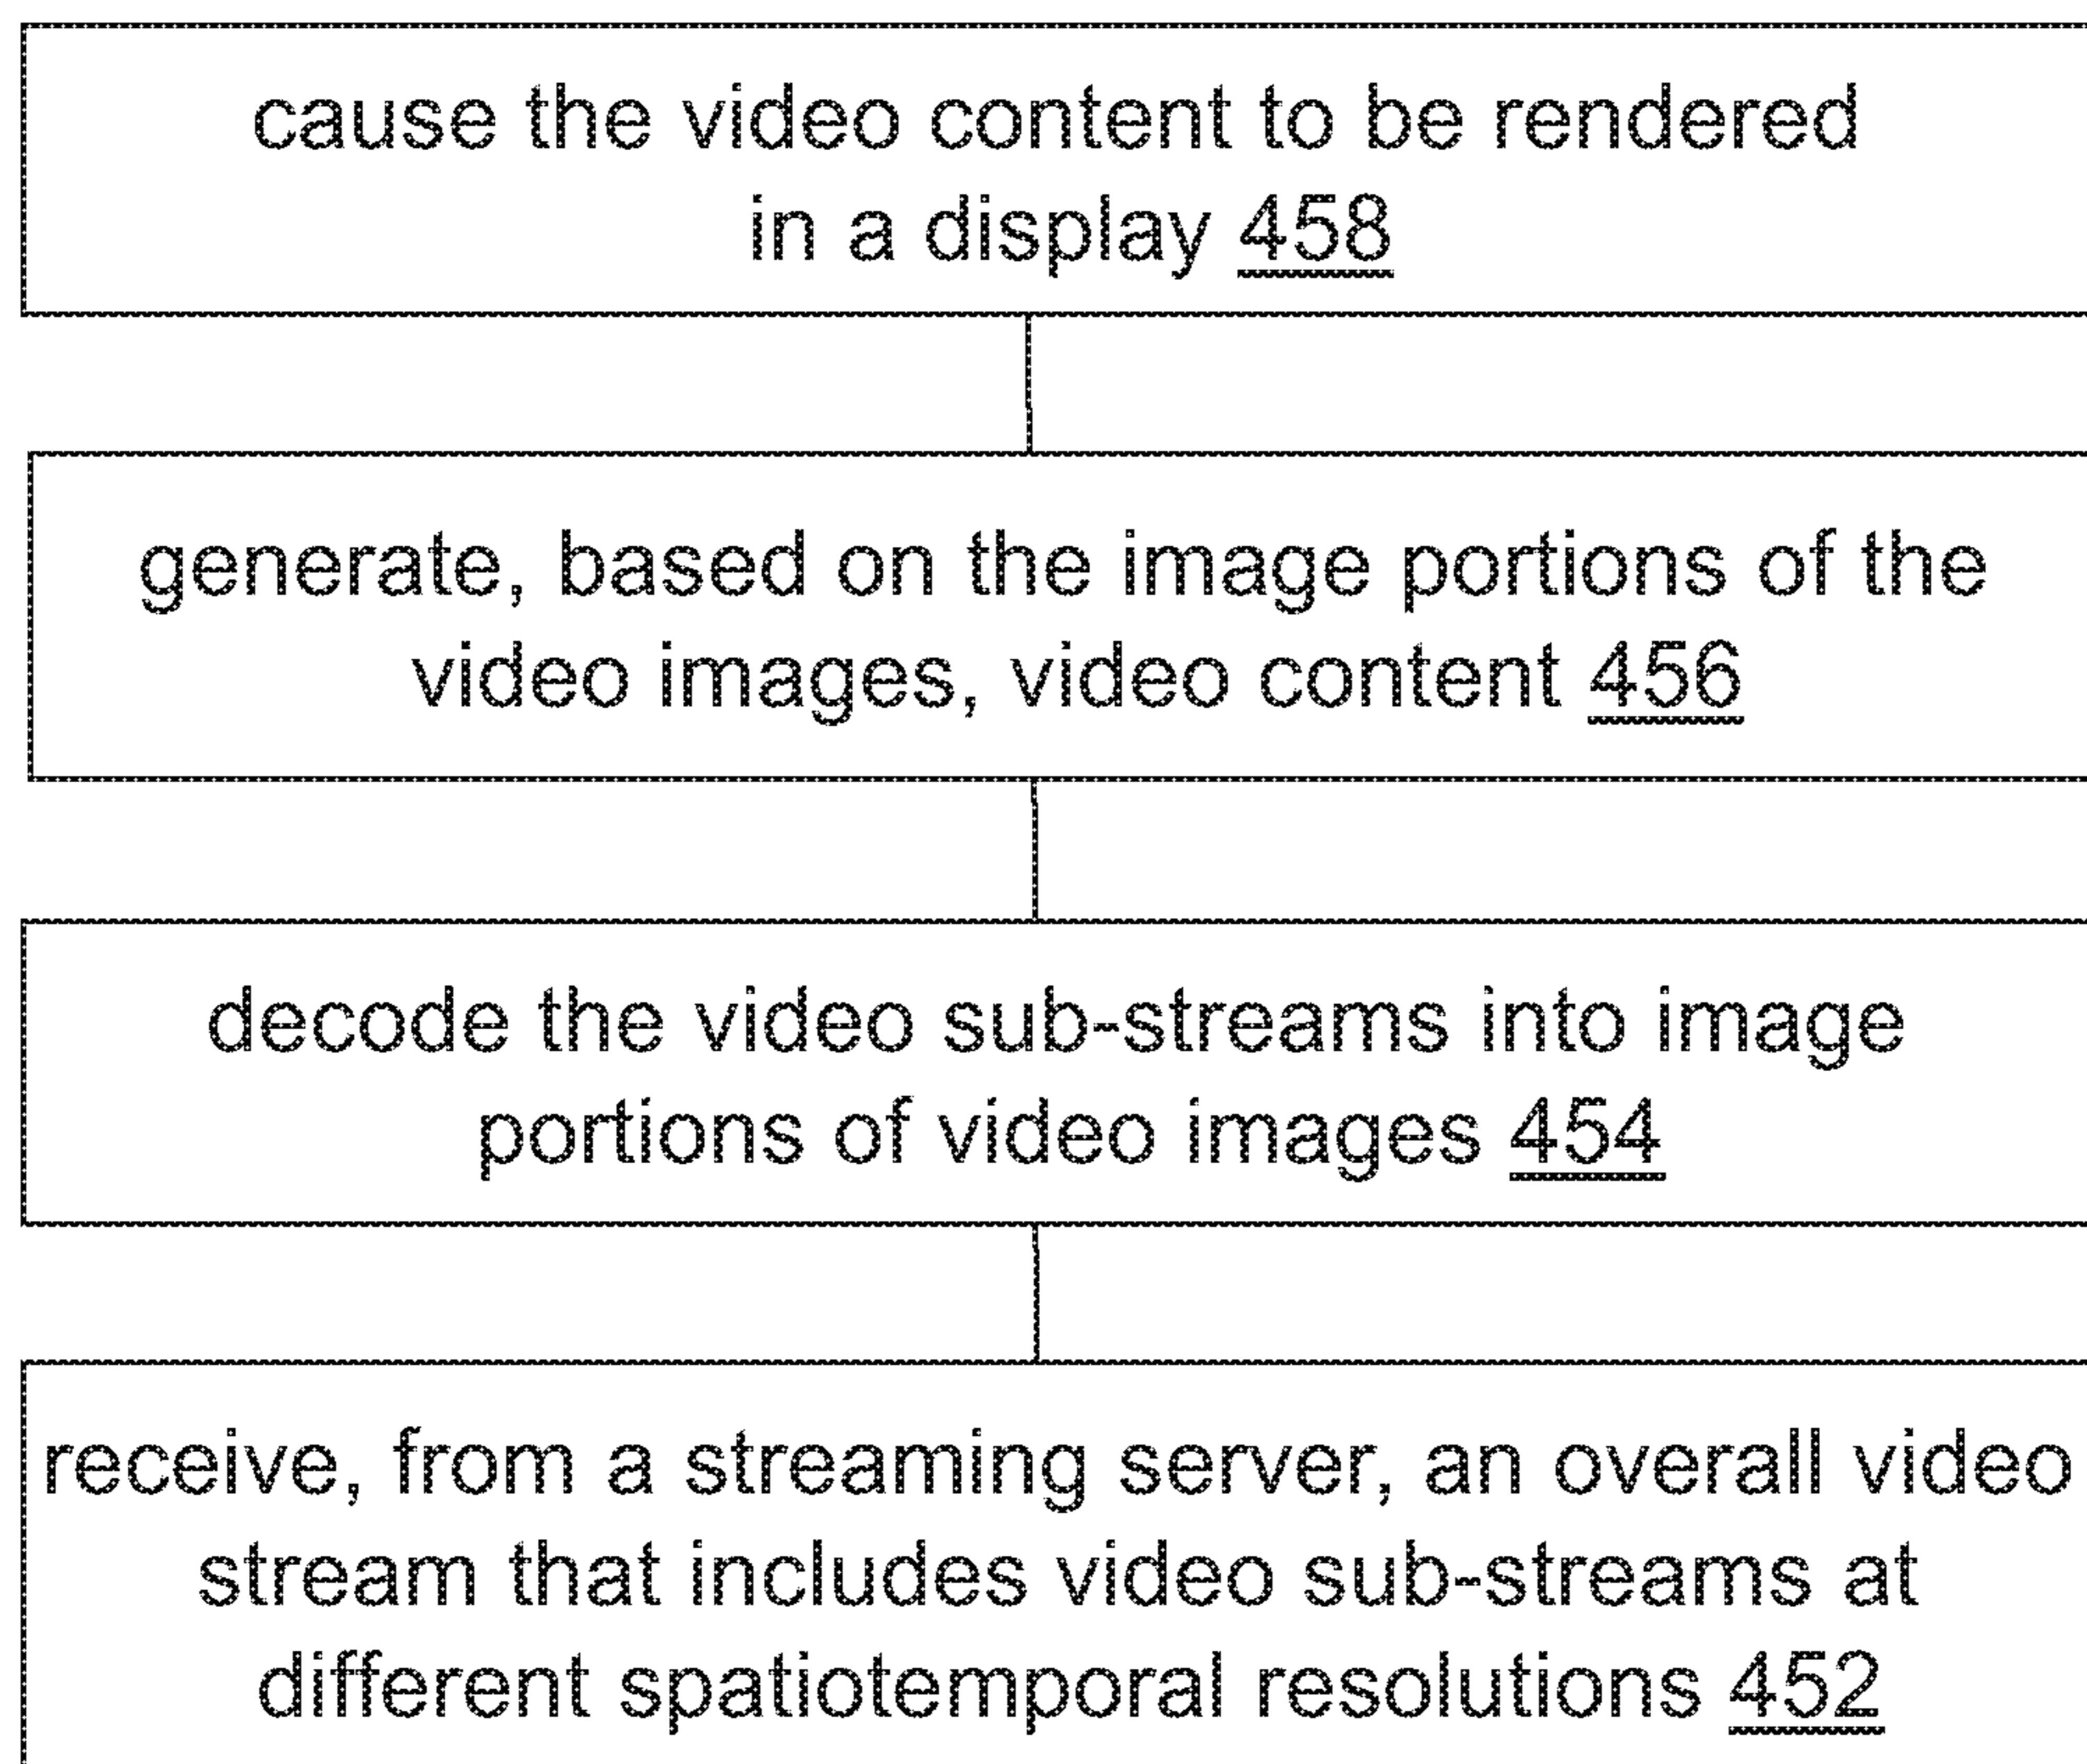 cause the video content to be rendered
in a display 458
generate, based on the image portions of the
video images, video content 456
decode the video sub-streams into image
portions of video images 454
receive, from a streaming server, an overall video
stream that includes video sub-streams at
different spatiotemporal resolutions 452